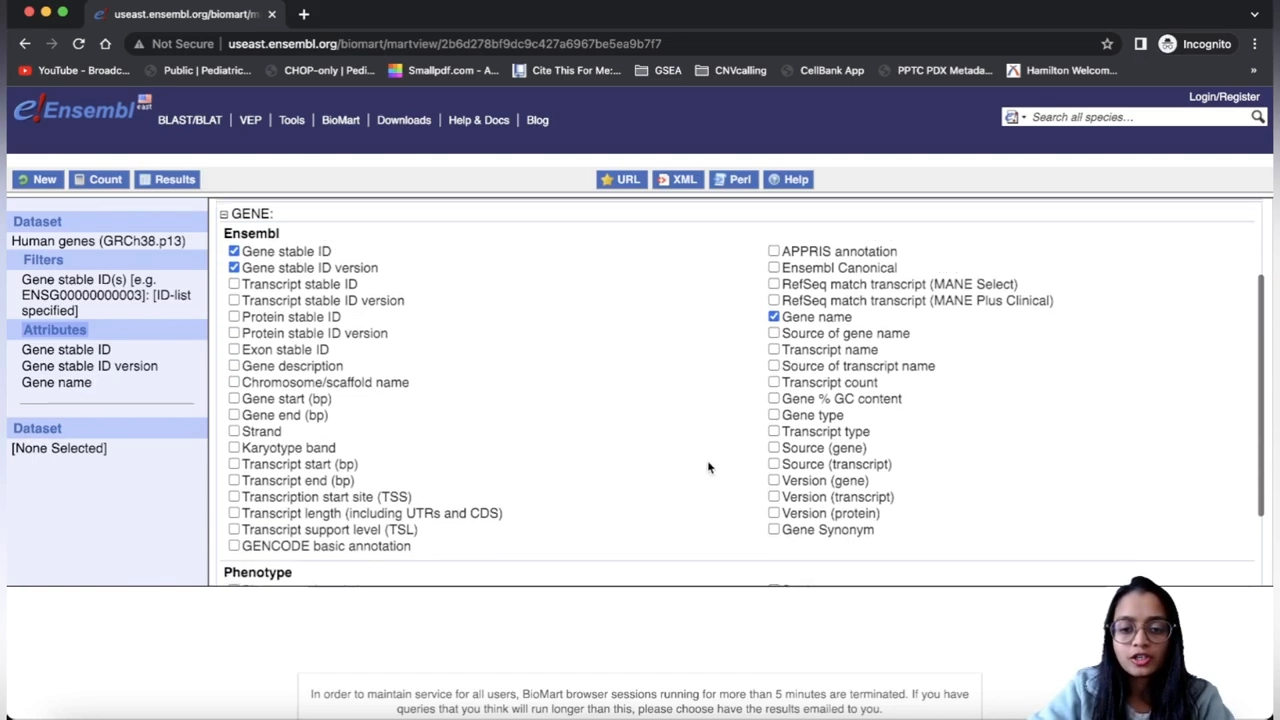 useast.ensembl.org/biomart/m
Not Secure
useast.ensembl.org/biomart/martview/2b6d278bf9dc9c427a6967be5ea9b7f7
Incognito
YouTube - Broadc...
Public | Pediatric...
CHOP-only | Pedi...
Smallpdf.com - A...
Cite This For Me:...
GSEA
CNVcalling
CellBank App
PPTC PDX Metada...
Hamilton Welcom...
»
Login/Register
e!Ensembl
east
BLAST/BLAT | VEP | Tools | BioMart | Downloads | Help & Docs | Blog
Search all species...
New
Count
Results
URL
XML
Perl
Help
Dataset
Human genes (GRCh38.p13)
Filters
Gene stable ID(s) [e.g.
ENSG00000000003]: [ID-list
specified]
Attributes
Gene stable ID
Gene stable ID version
Gene name
Dataset
[None Selected]
GENE:
Ensembl
Gene stable ID
Gene stable ID version
Transcript stable ID
Transcript stable ID version
Protein stable ID
Protein stable ID version
Exon stable ID
Gene description
Chromosome/scaffold name
Gene start (bp)
Gene end (bp)
Strand
Karyotype band
Transcript start (bp)
Transcript end (bp)
Transcription start site (TSS)
Transcript length (including UTRs and CDS)
Transcript support level (TSL)
GENCODE basic annotation
APPRIS annotation
Ensembl Canonical
RefSeq match transcript (MANE Select)
RefSeq match transcript (MANE Plus Clinical)
Gene name
Source of gene name
Transcript name
Source of transcript name
Transcript count
Gene % GC content
Gene type
Transcript type
Source (gene)
Source (transcript)
Version (gene)
Version (transcript)
Version (protein)
Gene Synonym
Phenotype
In order to maintain service for all users, BioMart browser sessions running for more than 5 minutes are terminated. If you have
queries that you think will run longer than this, please choose have the results emailed to you.